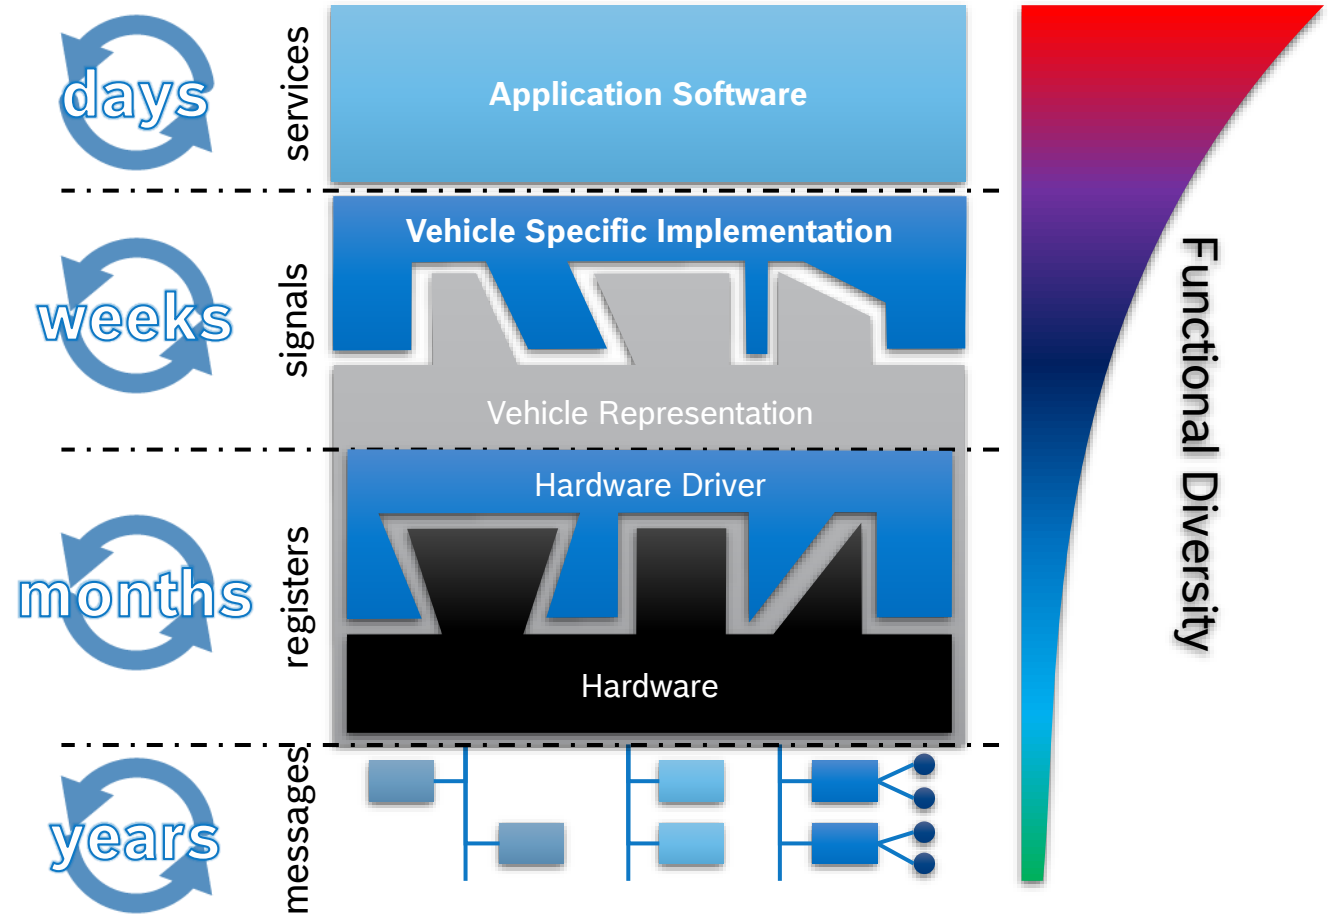 days
services
Application Software
weeks
signals
Vehicle Specific Implementation
Vehicle Representation
months
registers
Hardware Driver
Hardware
years
messages
Functional Diversity